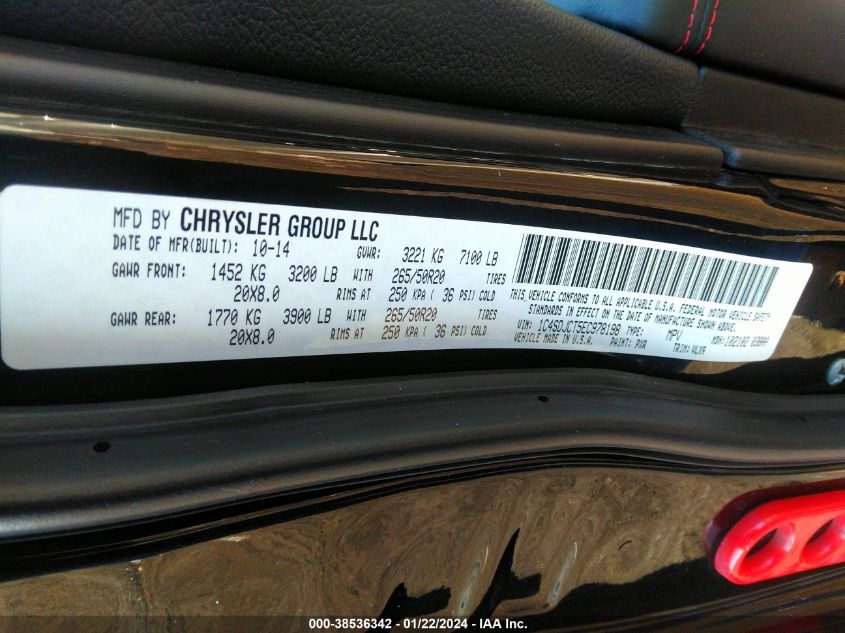 MFD BY CHRYSLER GROUP LLC
DATE OF MFR(BUILT): 10-14 GVWR: 3221 KG 7100 LB
GAWR FRONT: 1452 KG 3200 LB WITH 265/50R20 TIRES
20X8.0 RIMS AT 250 KPA ( 36 PSI) COLD
GAWR REAR: 1770 KG 3900 LB WITH 265/50R20 TIRES
20X8.0 RIMS AT 250 KPA ( 36 PSI) COLD
THIS VEHICLE CONFORMS TO ALL APPLICABLE U.S.A. FEDERAL MOTOR VEHICLE SAFETY
STANDARDS IN EFFECT ON THE DATE OF MANUFACTURE SHOWN ABOVE.
VIN: 1C4SDJCT5EC978198 TYPE: MPV MDH: 102102
VEHICLE MADE IN U.S.A. PAINT: PXR TRIM: VLX9
000-38536342 / 01/22/2024 - IAA Inc.